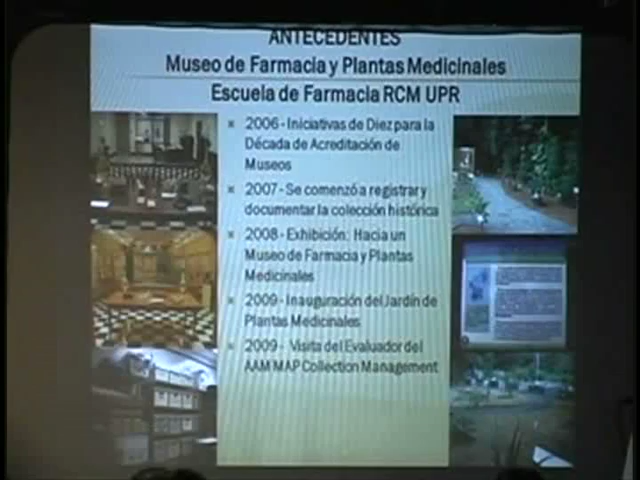 ANTECEDENTES
Museo de Farmacia y Plantas Medicinales
Escuela de Farmacia RCM UPR
2006 - Iniciativas de Diez para la
Década de Acreditación de
Museos
2007 - Se comenzó a registrar y
documentar la colección histórica
2008 - Exhibición: Hacia un
Museo de Farmacia y Plantas
Medicinales
2009 - Inauguración del Jardín de
Plantas Medicinales
2009 - Visita del Evaluador del
AAM MAP Collection Management